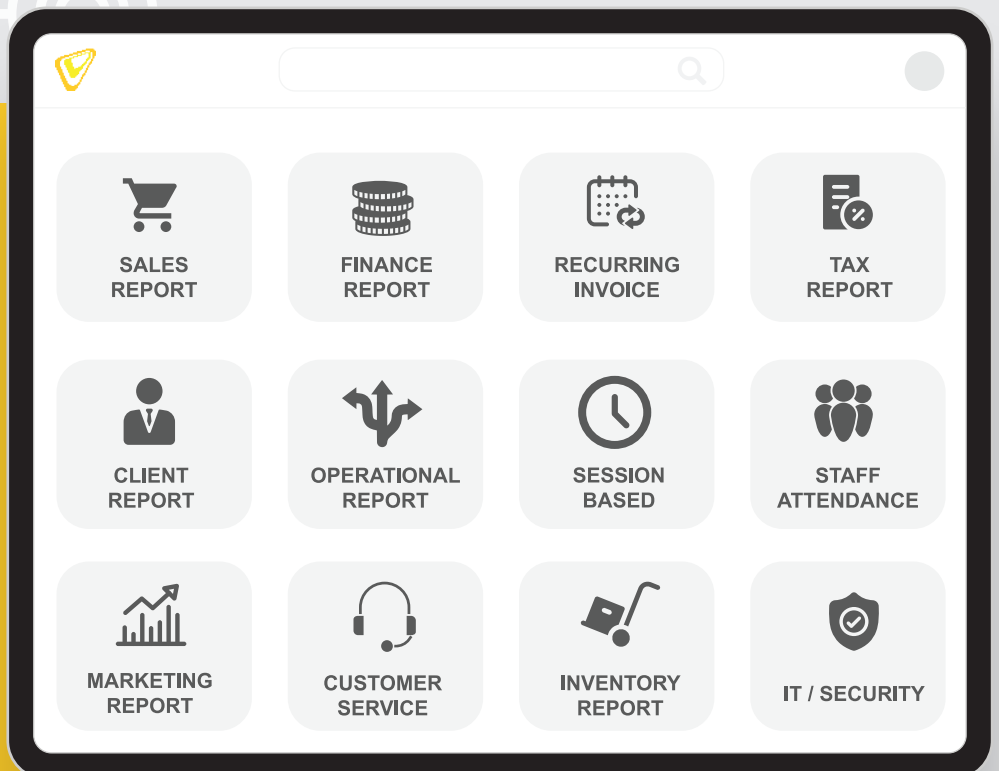 SALES
REPORT
FINANCE
REPORT
RECURRING
INVOICE
TAX
REPORT
CLIENT
REPORT
OPERATIONAL
REPORT
SESSION
BASED
STAFF
ATTENDANCE
MARKETING
REPORT
CUSTOMER
SERVICE
INVENTORY
REPORT
IT / SECURITY